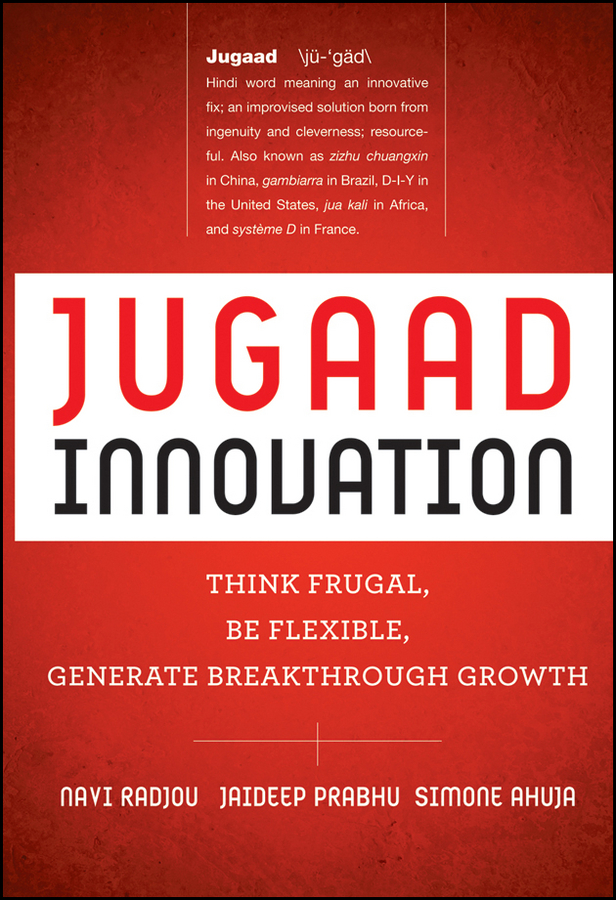 Jugaad \jü-‘gäd\
Hindi word meaning an innovative
fix; an improvised solution born from
ingenuity and cleverness; resource-
ful. Also known as zizhu chuangxin
in China, gambiarra in Brazil, D-I-Y in
the United States, jua kali in Africa,
and système D in France.
JUGAAD
INNOVATION
THINK FRUGAL,
BE FLEXIBLE,
GENERATE BREAKTHROUGH GROWTH
NAVI RADJOU JAIDEEP PRABHU SIMONE AHUJA